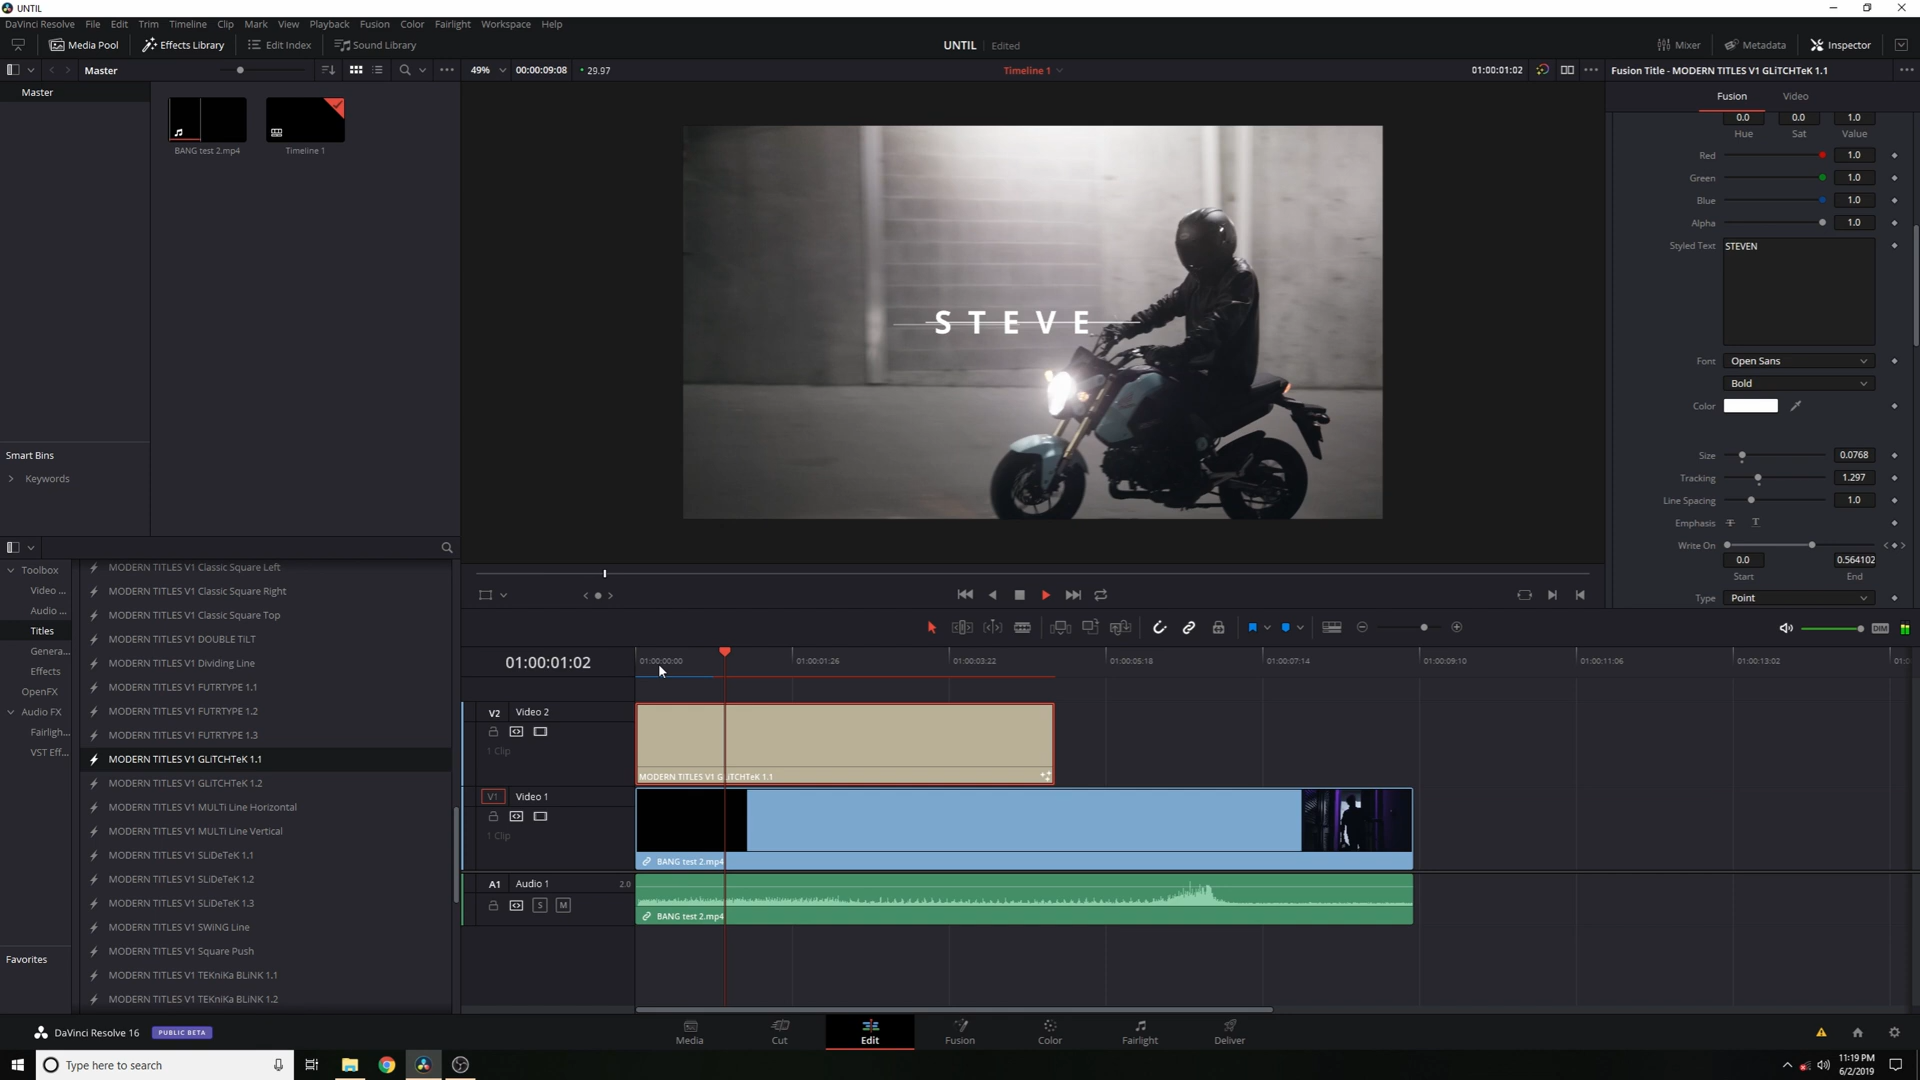 UNTIL
DaVinci Resolve File Edit Trim Timeline Clip Mark View Playback Fusion Color Fairlight Workspace Help
Media Pool Effects Library Edit Index Sound Library
UNTIL Edited
Mixer Metadata Inspector
Master
49% 00:00:09:08 29.97 Timeline 1 01:00:01:02
Fusion Title - MODERN TITLES V1 GLiTCHTeK 1.1
Master
BANG test 2.mp4
Timeline 1
Smart Bins
Keywords
STEVE
Fusion Video
0.0 0.0 1.0
Hue Sat Value
Red 1.0
Green 1.0
Blue 1.0
Alpha 1.0
Styled Text STEVEN
Font Open Sans
Bold
Color
Size 0.0768
Tracking 1.297
Line Spacing 1.0
Emphasis T T
Write On
0.0 0.564102
Start End
Type Point
Toolbox
Video ...
Audio ...
Titles
Genera...
Effects
OpenFX
Audio FX
Fairligh...
VST Eff...
Favorites
MODERN TITLES V1 Classic Square Left
MODERN TITLES V1 Classic Square Right
MODERN TITLES V1 Classic Square Top
MODERN TITLES V1 DOUBLE TiLT
MODERN TITLES V1 Dividing Line
MODERN TITLES V1 FUTRTYPE 1.1
MODERN TITLES V1 FUTRTYPE 1.2
MODERN TITLES V1 FUTRTYPE 1.3
MODERN TITLES V1 GLiTCHTeK 1.1
MODERN TITLES V1 GLiTCHTeK 1.2
MODERN TITLES V1 MULTi Line Horizontal
MODERN TITLES V1 MULTi Line Vertical
MODERN TITLES V1 SLiDeTeK 1.1
MODERN TITLES V1 SLiDeTeK 1.2
MODERN TITLES V1 SLiDeTeK 1.3
MODERN TITLES V1 SWiNG Line
MODERN TITLES V1 Square Push
MODERN TITLES V1 TEKniKa BLiNK 1.1
MODERN TITLES V1 TEKniKa BLiNK 1.2
DIM
01:00:01:02
01:00:00:00 01:00:01:26 01:00:03:22 01:00:05:18 01:00:07:14 01:00:09:10 01:00:11:06 01:00:13:02
V2 Video 2
1 Clip
MODERN TITLES V1 GLiTCHTeK 1.1
V1 Video 1
1 Clip
BANG test 2.mp4
A1 Audio 1 2.0
S M
BANG test 2.mp4
DaVinci Resolve 16 PUBLIC BETA
Media Cut Edit Fusion Color Fairlight Deliver
Type here to search
11:19 PM
6/2/2019